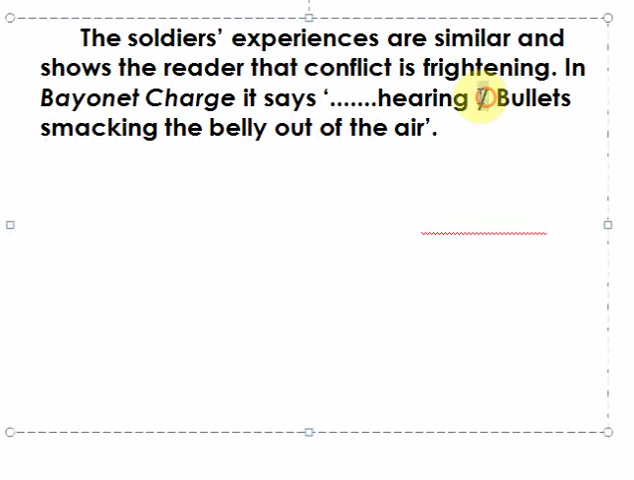 The soldiers’ experiences are similar and
shows the reader that conflict is frightening. In
Bayonet Charge it says ‘.......hearing / Bullets
smacking the belly out of the air’.